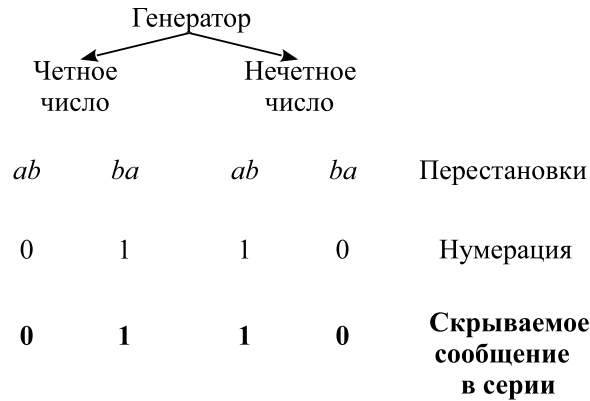 Генератор
Четное число
Нечетное число
ab ba ab ba Перестановки
0 1 1 0 Нумерация
0 1 1 0 Скрываемое
сообщение
в серии